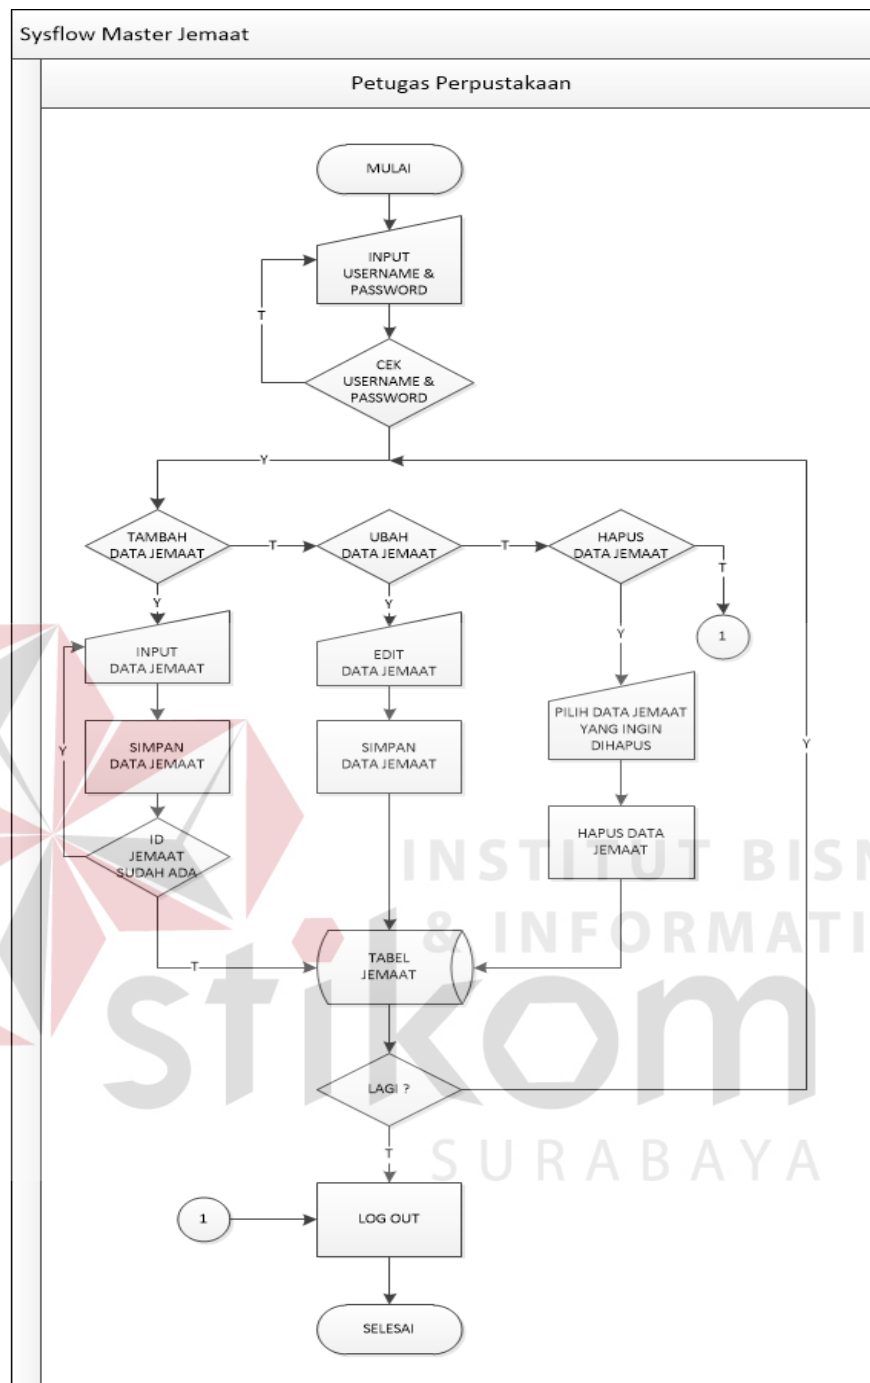 Sysflow Master Jemaat
Petugas Perpustakaan
MULAI
INPUT
USERNAME &
PASSWORD
T
CEK
USERNAME &
PASSWORD
Y
TAMBAH
DATA JEMAAT
T
UBAH
DATA JEMAAT
T
HAPUS
DATA JEMAAT
T
Y
Y
Y
1
INPUT
DATA JEMAAT
EDIT
DATA JEMAAT
PILIH DATA JEMAAT
YANG INGIN
DIHAPUS
Y
Y
SIMPAN
DATA JEMAAT
SIMPAN
DATA JEMAAT
HAPUS DATA
JEMAAT
ID
JEMAAT
SUDAH ADA
INSTITUT BISN
& INFORMATI
T
TABEL
JEMAAT
stikom
LAGI ?
T
SURABAYA
1
LOG OUT
SELESAI